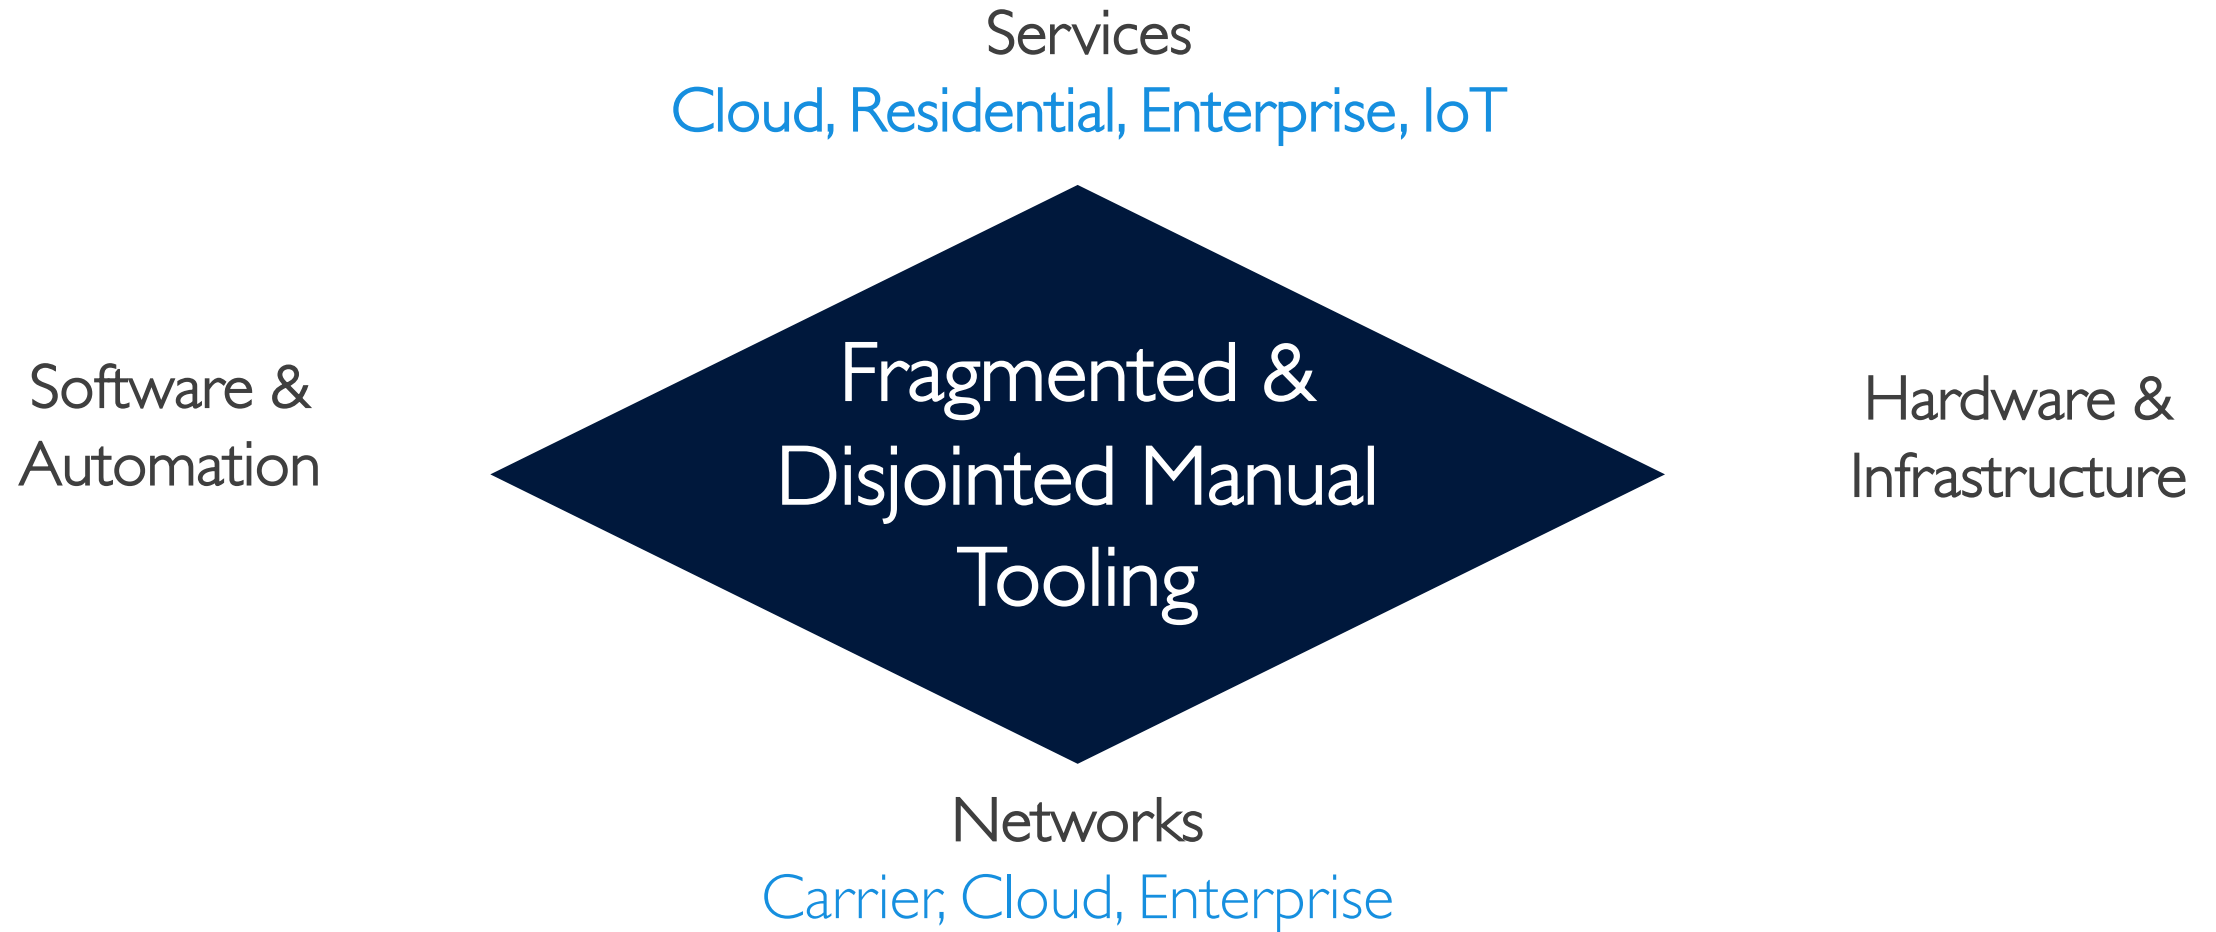 Services
Cloud, Residential, Enterprise, IoT
Software &
Automation
Fragmented &
Disjointed Manual
Tooling
Hardware &
Infrastructure
Networks
Carrier, Cloud, Enterprise